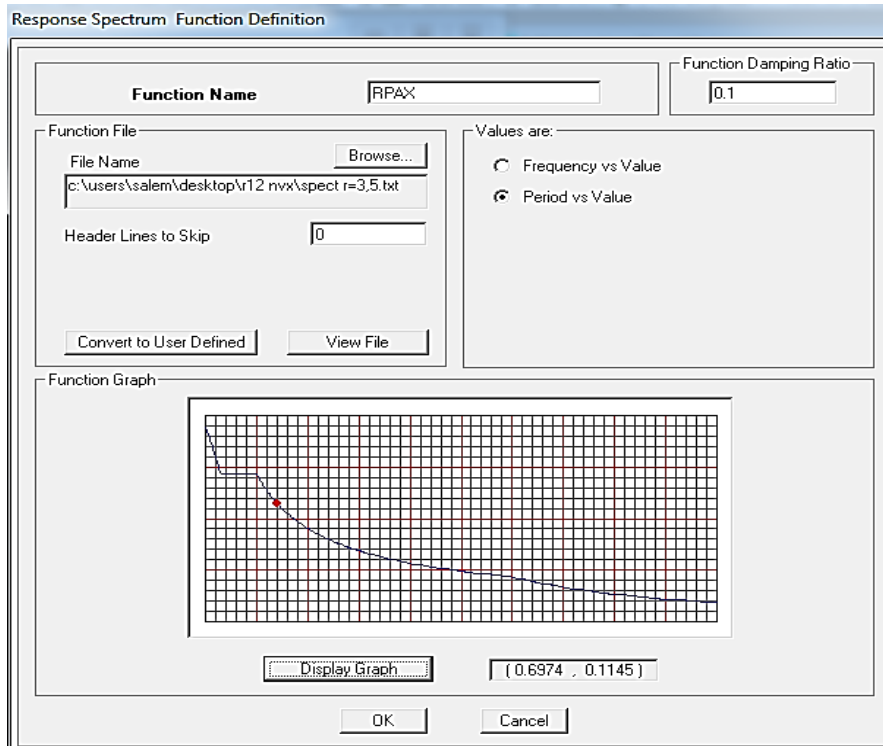 Response Spectrum Function Definition
Function Name
RPAX
Function Damping Ratio
0.1
Function File
File Name
Browse...
c:\users\salem\desktop\r12 nvx\spect r=3,5.txt
Header Lines to Skip
0
Convert to User Defined
View File
Values are:
Frequency vs Value
Period vs Value
Function Graph
Display Graph
( 0.6974 , 0.1145 )
OK
Cancel